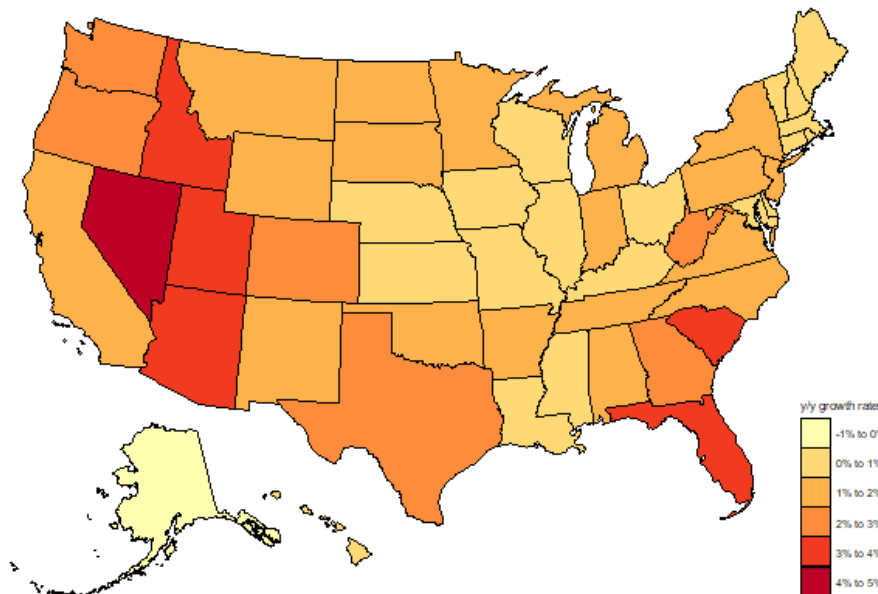 y/y growth rate
-1% to 0%
0% to 1%
1% to 2%
2% to 3%
3% to 4%
4% to 5%